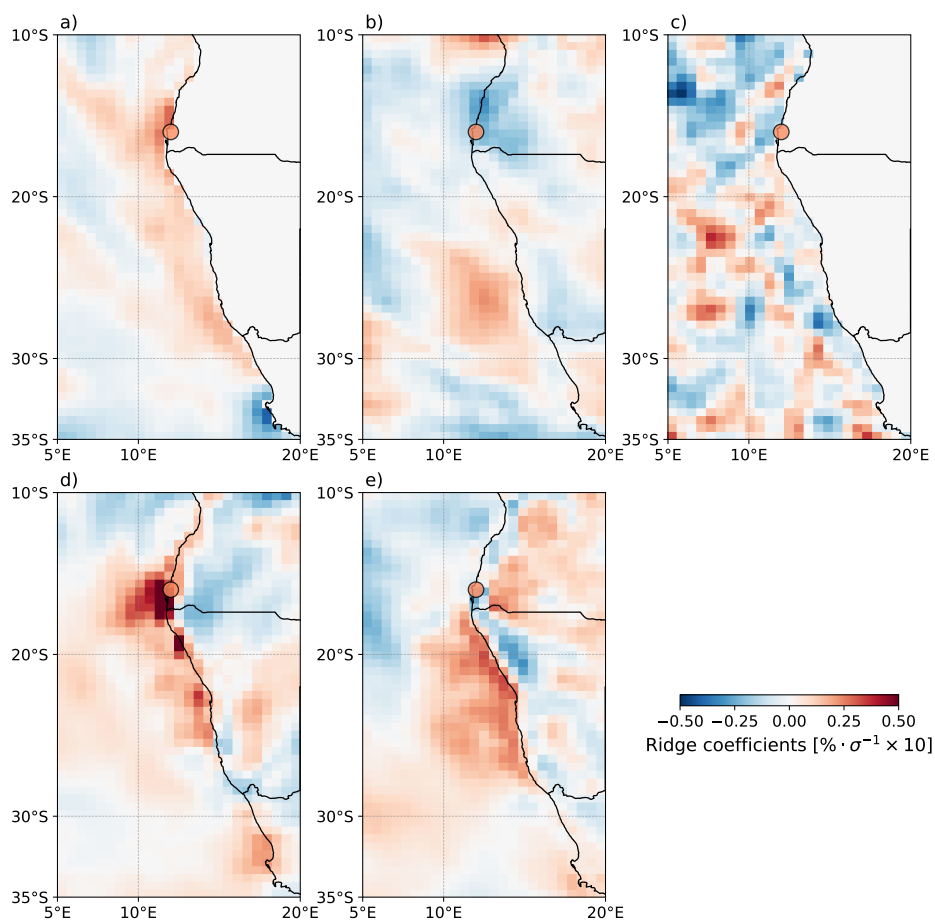 a) b) c)
10°S 10°S 10°S
20°S 20°S 20°S
30°S 30°S 30°S
35°S 35°S 35°S
5°E 10°E 20°E 5°E 10°E 20°E 5°E 10°E 20°E
d) e)
10°S 10°S
20°S 20°S
30°S 30°S
35°S 35°S
5°E 10°E 20°E 5°E 10°E 20°E
−0.50 −0.25 0.00 0.25 0.50
Ridge coefficients [% · σ⁻¹ × 10]